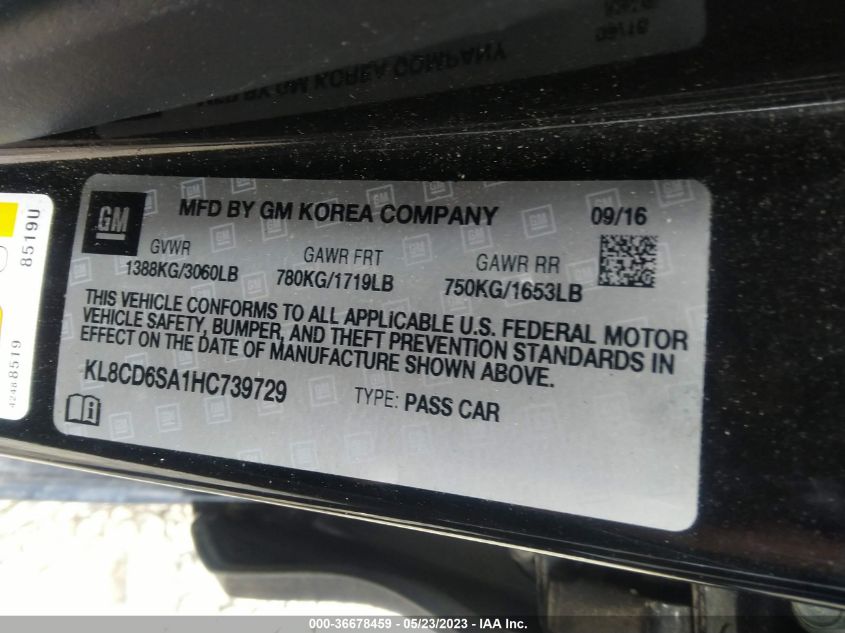 GM
MFD BY GM KOREA COMPANY
09/16
GVWR
1388KG/3060LB
GAWR FRT
780KG/1719LB
GAWR RR
750KG/1653LB
THIS VEHICLE CONFORMS TO ALL APPLICABLE U.S. FEDERAL MOTOR
VEHICLE SAFETY, BUMPER, AND THEFT PREVENTION STANDARDS IN
EFFECT ON THE DATE OF MANUFACTURE SHOWN ABOVE.
KL8CD6SA1HC739729
TYPE: PASS CAR
8519U
42488519
000-36678459 - 05/23/2023 - IAA Inc.